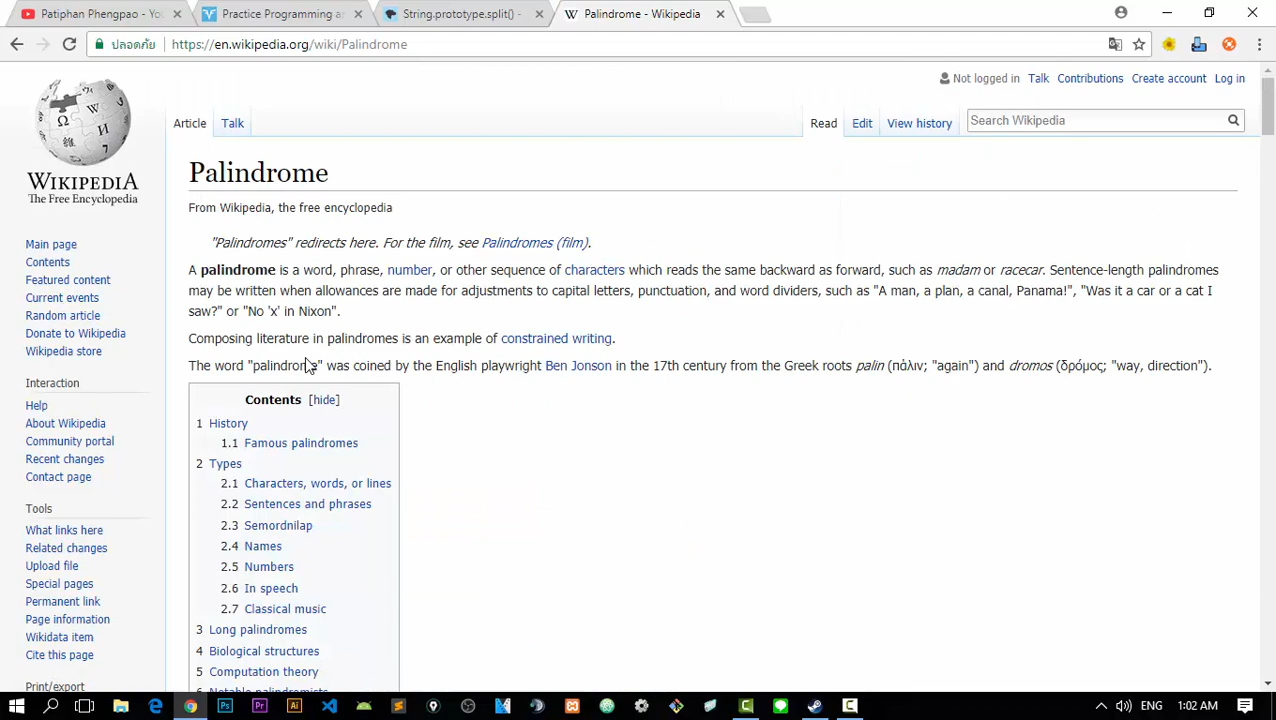 Patiphan Phengpao - You
Practice Programming a
String.prototype.split() -
Palindrome - Wikipedia
ปลอดภัย
https://en.wikipedia.org/wiki/Palindrome
Not logged in Talk Contributions Create account Log in
Article Talk Read Edit View history Search Wikipedia
WIKIPEDIA
The Free Encyclopedia
Main page
Contents
Featured content
Current events
Random article
Donate to Wikipedia
Wikipedia store
Interaction
Help
About Wikipedia
Community portal
Recent changes
Contact page
Tools
What links here
Related changes
Upload file
Special pages
Permanent link
Page information
Wikidata item
Cite this page
Print/export
Palindrome
From Wikipedia, the free encyclopedia
"Palindromes" redirects here. For the film, see Palindromes (film).
A palindrome is a word, phrase, number, or other sequence of characters which reads the same backward as forward, such as madam or racecar. Sentence-length palindromes
may be written when allowances are made for adjustments to capital letters, punctuation, and word dividers, such as "A man, a plan, a canal, Panama!", "Was it a car or a cat I
saw?" or "No 'x' in Nixon".
Composing literature in palindromes is an example of constrained writing.
The word "palindrome" was coined by the English playwright Ben Jonson in the 17th century from the Greek roots palin (πάλιν; "again") and dromos (δρόμος; "way, direction").
Contents [hide]
1 History
1.1 Famous palindromes
2 Types
2.1 Characters, words, or lines
2.2 Sentences and phrases
2.3 Semordnilap
2.4 Names
2.5 Numbers
2.6 In speech
2.7 Classical music
3 Long palindromes
4 Biological structures
5 Computation theory
6 Notable palindromists
ENG 1:02 AM